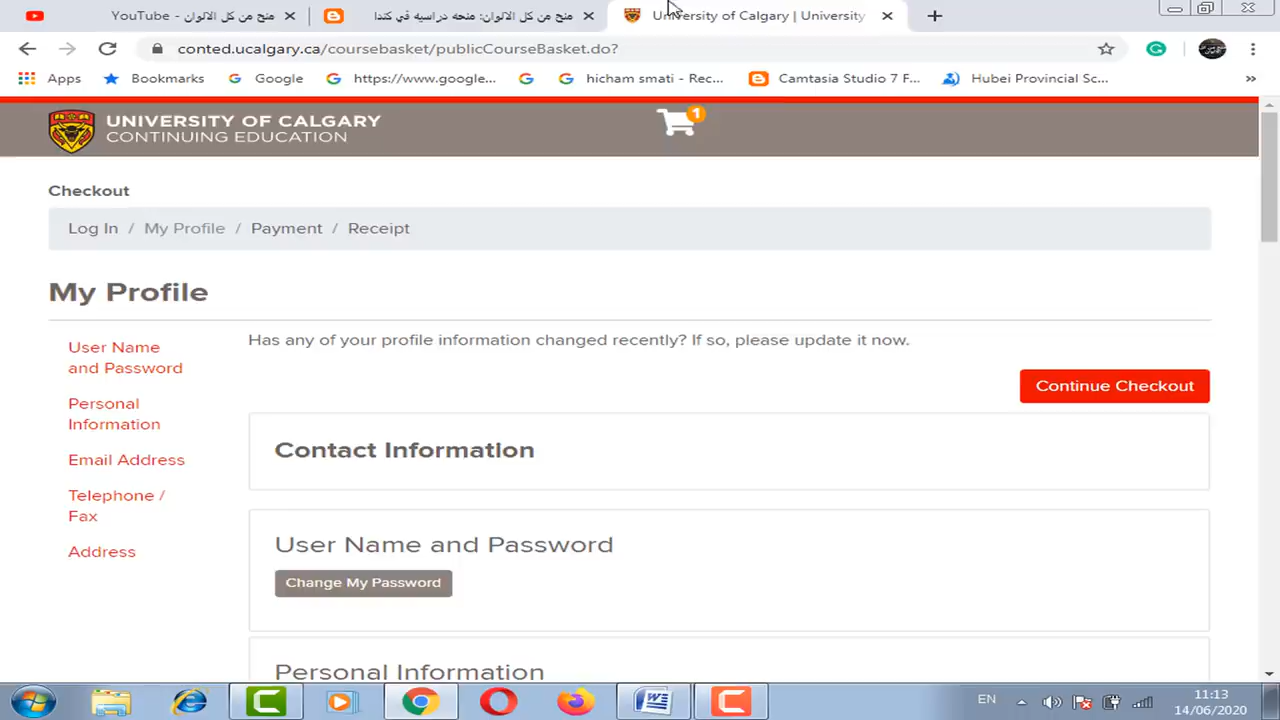 YouTube - منح من كل الالوان
منح من كل الالوان: منحه دراسيه في كندا
University of Calgary | University
conted.ucalgary.ca/coursebasket/publicCourseBasket.do?
Apps Bookmarks Google https://www.google... hicham smati - Rec... Camtasia Studio 7 F... Hubei Provincial Sc... »
UNIVERSITY OF CALGARY
CONTINUING EDUCATION
1
Checkout
Log In / My Profile / Payment / Receipt
My Profile
User Name
and Password
Personal
Information
Email Address
Telephone /
Fax
Address
Has any of your profile information changed recently? If so, please update it now.
Continue Checkout
Contact Information
User Name and Password
Change My Password
Personal Information
EN
11:13
14/06/2020